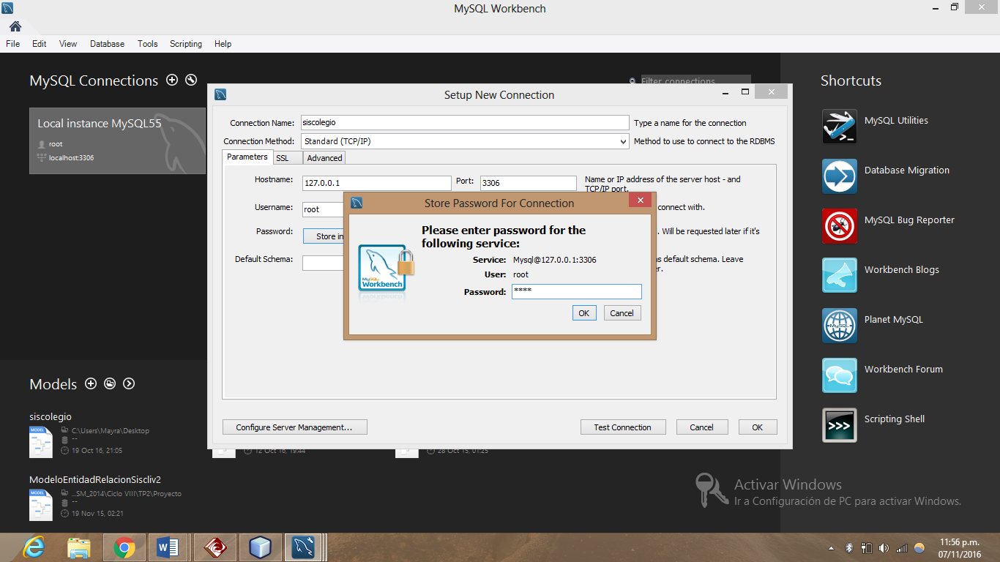 MySQL Workbench
File Edit View Database Tools Scripting Help
MySQL Connections
Filter connections
Shortcuts
Local instance MySQL55
root
localhost:3306
Setup New Connection
Connection Name: siscolegio Type a name for the connection
Connection Method: Standard (TCP/IP) Method to use to connect to the RDBMS
Parameters SSL Advanced
Hostname: 127.0.0.1 Port: 3306 Name or IP address of the server host - and
TCP/IP port.
Username: root connect with.
Password: Store in . Will be requested later if it's
Default Schema: as default schema. Leave
Store Password For Connection
Please enter password for the
following service:
Service: Mysql@127.0.0.1:3306
User: root
Password: ****
OK Cancel
MySQL
Workbench
Configure Server Management... Test Connection Cancel OK
MySQL Utilities
Database Migration
MySQL Bug Reporter
Workbench Blogs
MySQL
Planet MySQL
Workbench Forum
>>>
Scripting Shell
Models
siscolegio
MODEL
C:\Users\Mayra\Desktop
--
19 Oct 16, 21:05
12 Oct 16, 19:44
28 Oct 15, 01:25
ModeloEntidadRelacionSiscliv2
MODEL
...SM_2014\Ciclo VIII\TP2\Proyecto
--
19 Nov 15, 02:21
Activar Windows
Ir a Configuración de PC para activar Windows.
11:56 p.m.
07/11/2016